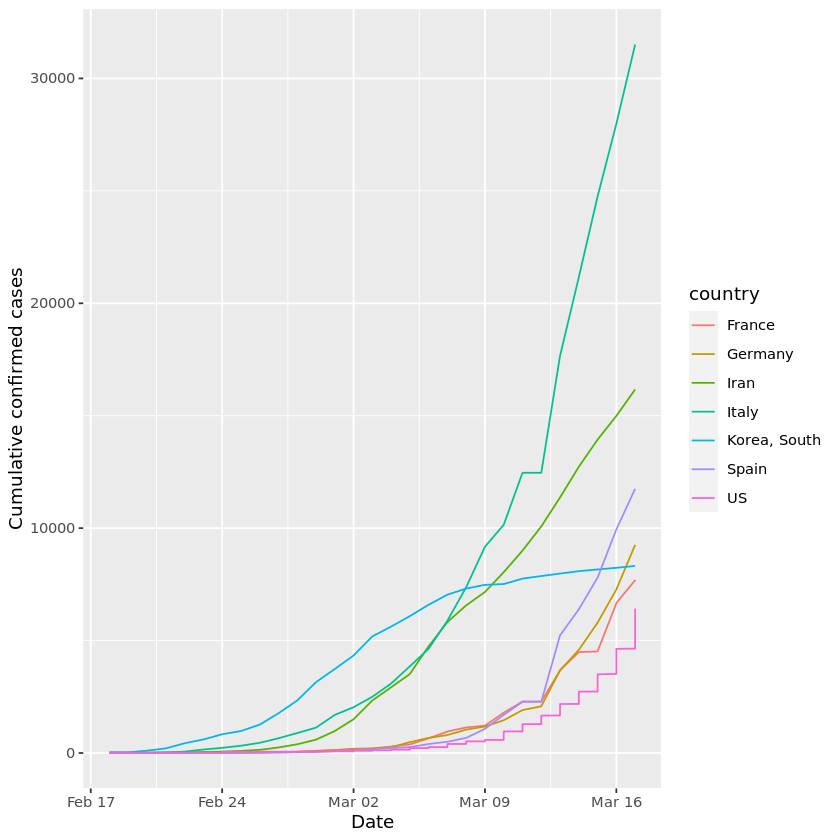 30000
20000
10000
0
Cumulative confirmed cases
Feb 17 Feb 24 Mar 02 Mar 09 Mar 16
Date
country
France
Germany
Iran
Italy
Korea, South
Spain
US